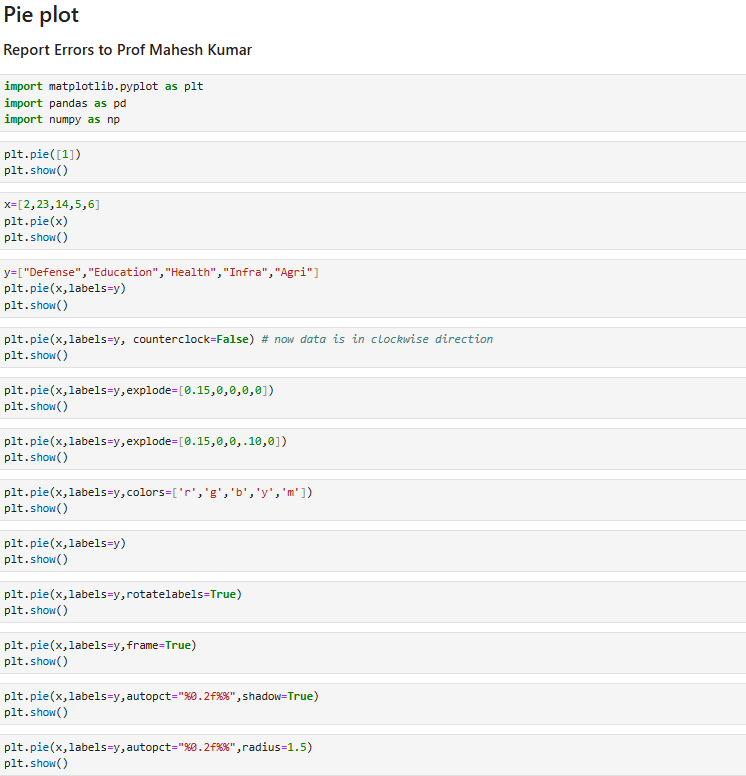 Pie plot
Report Errors to Prof Mahesh Kumar
import matplotlib.pyplot as plt
import pandas as pd
import numpy as np
plt.pie([1])
plt.show()
x=[2,23,14,5,6]
plt.pie(x)
plt.show()
y=["Defense","Education","Health","Infra","Agri"]
plt.pie(x,labels=y)
plt.show()
plt.pie(x,labels=y, counterclock=False) # now data is in clockwise direction
plt.show()
plt.pie(x,labels=y,explode=[0.15,0,0,0,0])
plt.show()
plt.pie(x,labels=y,explode=[0.15,0,0,.10,0])
plt.show()
plt.pie(x,labels=y,colors=['r','g','b','y','m'])
plt.show()
plt.pie(x,labels=y)
plt.show()
plt.pie(x,labels=y,rotatelabels=True)
plt.show()
plt.pie(x,labels=y,frame=True)
plt.show()
plt.pie(x,labels=y,autopct="%0.2f%%",shadow=True)
plt.show()
plt.pie(x,labels=y,autopct="%0.2f%%",radius=1.5)
plt.show()